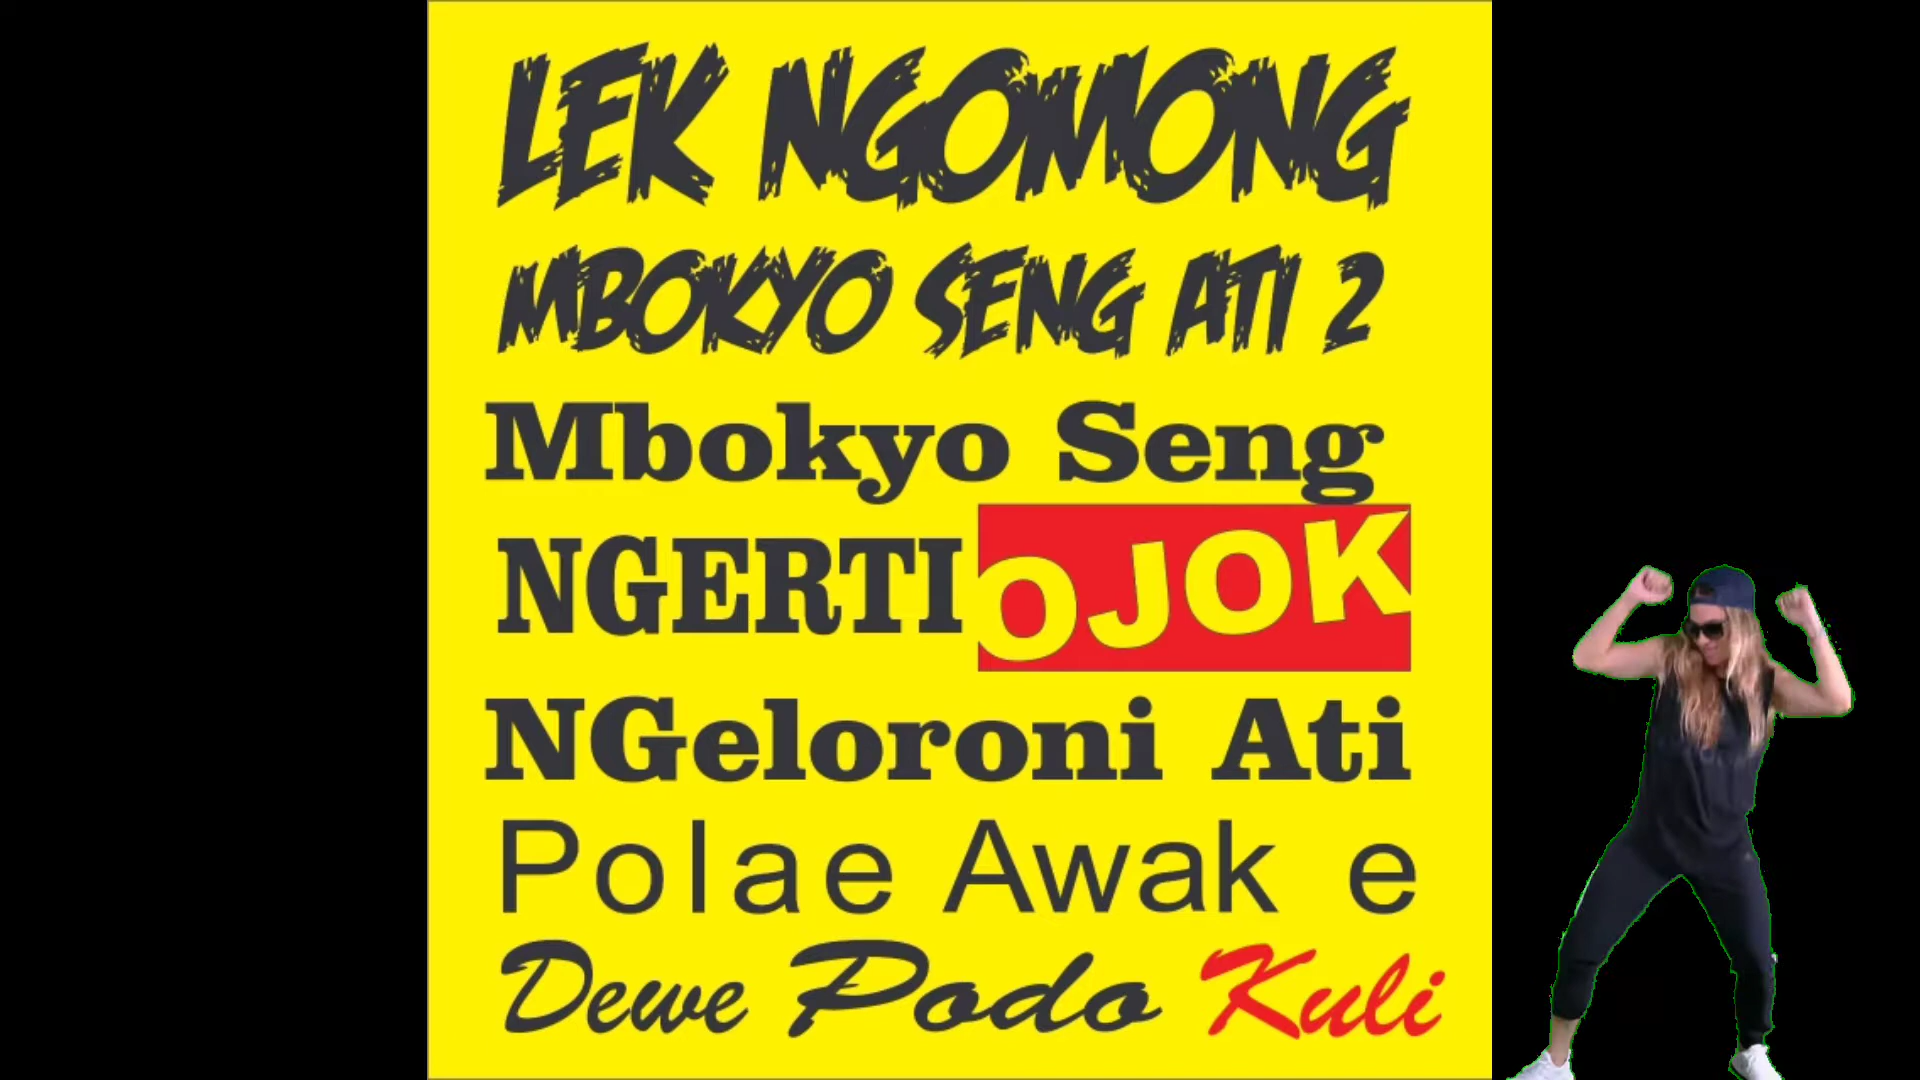 LEK NGOMONG
MBOKYO SENG ATI 2
Mbokyo Seng
NGERTI OJOK
NGeloroni Ati
Polae Awak e
Dewe Podo Kuli